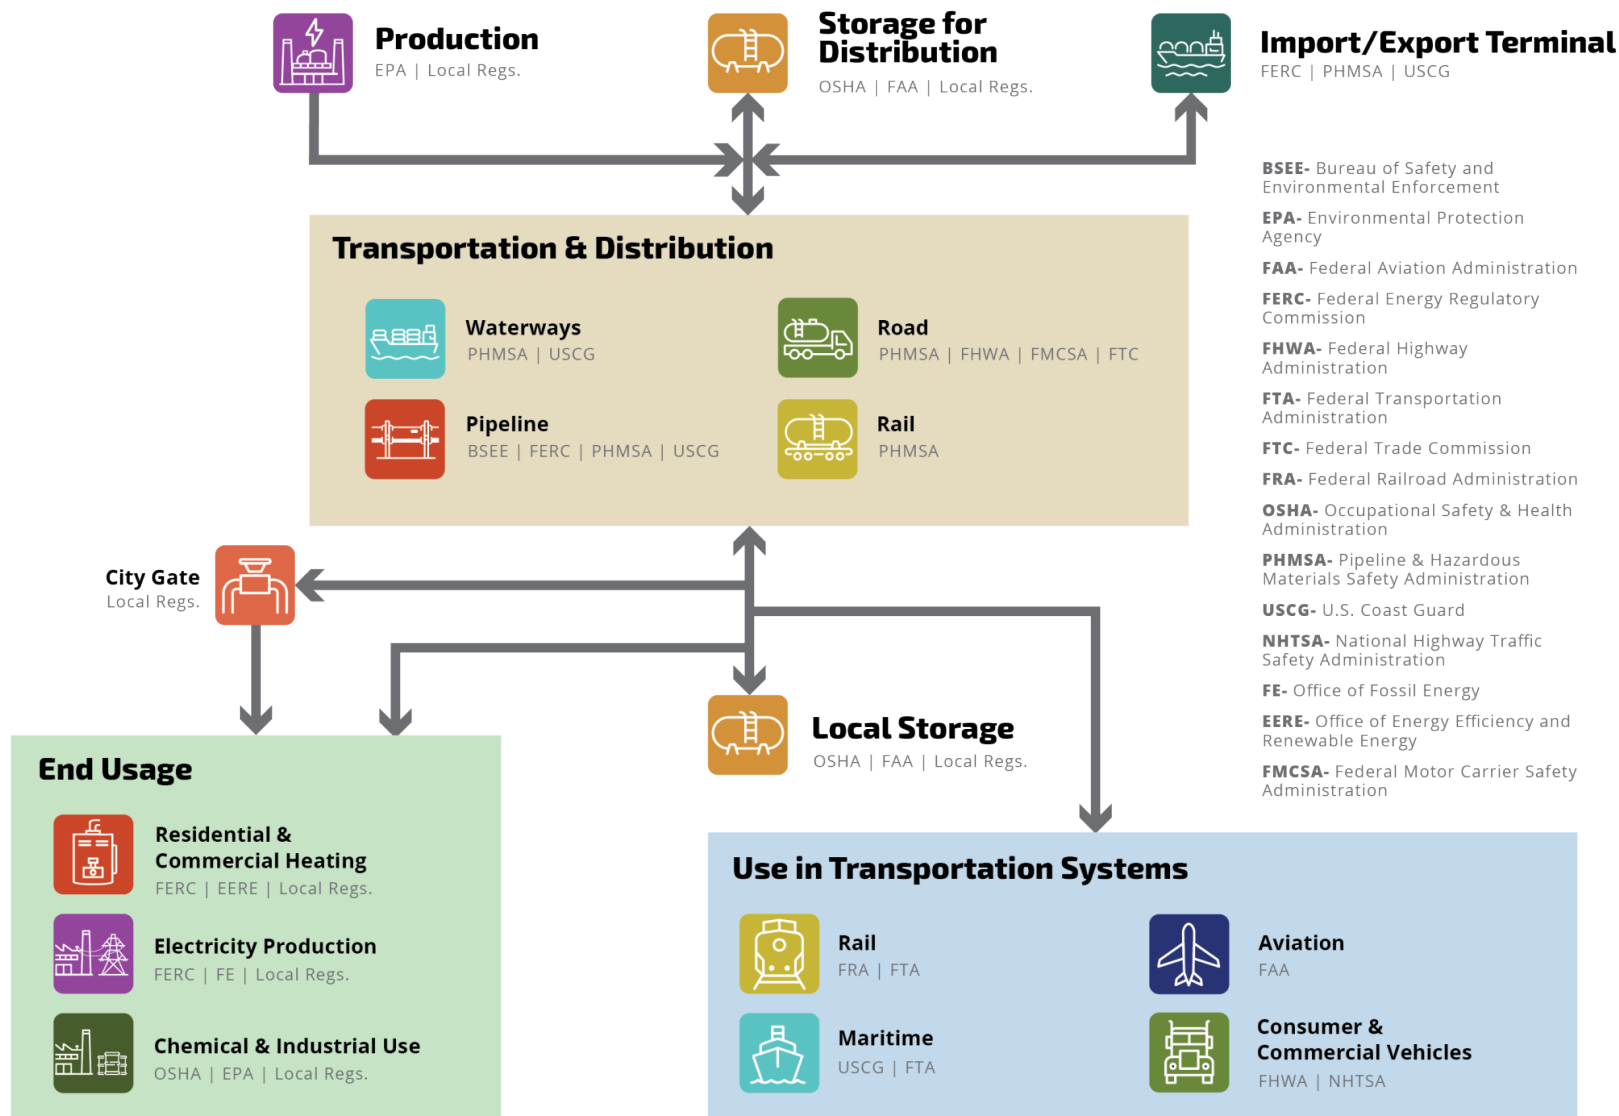 Production
EPA | Local Regs.
Storage for
Distribution
OSHA | FAA | Local Regs.
Import/Export Terminal
FERC | PHMSA | USCG
Transportation & Distribution
Waterways
PHMSA | USCG
Road
PHMSA | FHWA | FMCSA | FTC
Pipeline
BSEE | FERC | PHMSA | USCG
Rail
PHMSA
BSEE- Bureau of Safety and
Environmental Enforcement
EPA- Environmental Protection
Agency
FAA- Federal Aviation Administration
FERC- Federal Energy Regulatory
Commission
FHWA- Federal Highway
Administration
FTA- Federal Transportation
Administration
FTC- Federal Trade Commission
FRA- Federal Railroad Administration
OSHA- Occupational Safety & Health
Administration
PHMSA- Pipeline & Hazardous
Materials Safety Administration
USCG- U.S. Coast Guard
NHTSA- National Highway Traffic
Safety Administration
FE- Office of Fossil Energy
EERE- Office of Energy Efficiency and
Renewable Energy
FMCSA- Federal Motor Carrier Safety
Administration
City Gate
Local Regs.
Local Storage
OSHA | FAA | Local Regs.
End Usage
Residential &
Commercial Heating
FERC | EERE | Local Regs.
Electricity Production
FERC | FE | Local Regs.
Chemical & Industrial Use
OSHA | EPA | Local Regs.
Use in Transportation Systems
Rail
FRA | FTA
Aviation
FAA
Maritime
USCG | FTA
Consumer &
Commercial Vehicles
FHWA | NHTSA